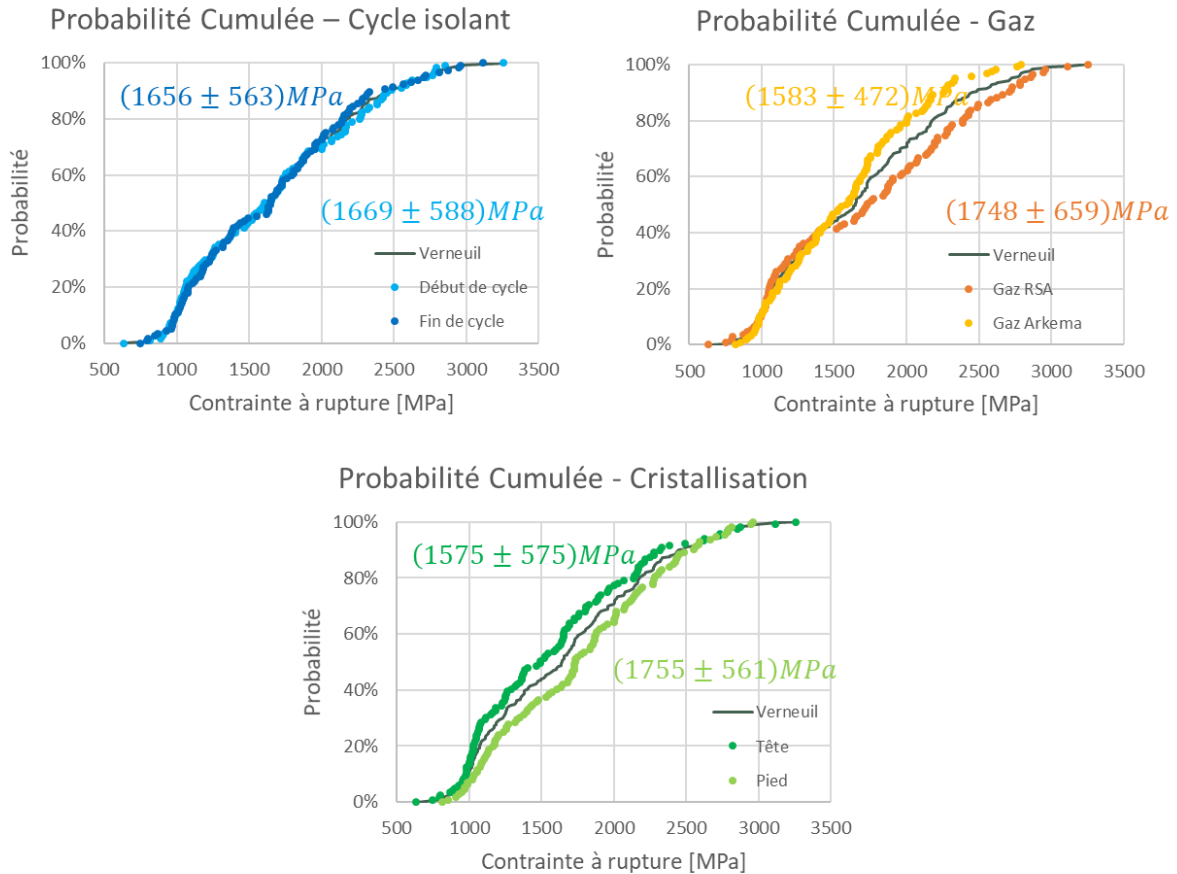 Probabilité Cumulée – Cycle isolant
Probabilité
100%
80%
60%
40%
20%
0%
(1656 ± 563)MPa
(1669 ± 588)MPa
Verneuil
Début de cycle
Fin de cycle
500 1000 1500 2000 2500 3000 3500
Contrainte à rupture [MPa]
Probabilité Cumulée - Gaz
Probabilité
100%
80%
60%
40%
20%
0%
(1583 ± 472)MPa
(1748 ± 659)MPa
Verneuil
Gaz RSA
Gaz Arkema
500 1000 1500 2000 2500 3000 3500
Contrainte à rupture [MPa]
Probabilité Cumulée - Cristallisation
Probabilité
100%
80%
60%
40%
20%
0%
(1575 ± 575)MPa
(1755 ± 561)MPa
Verneuil
Tête
Pied
500 1000 1500 2000 2500 3000 3500
Contrainte à rupture [MPa]